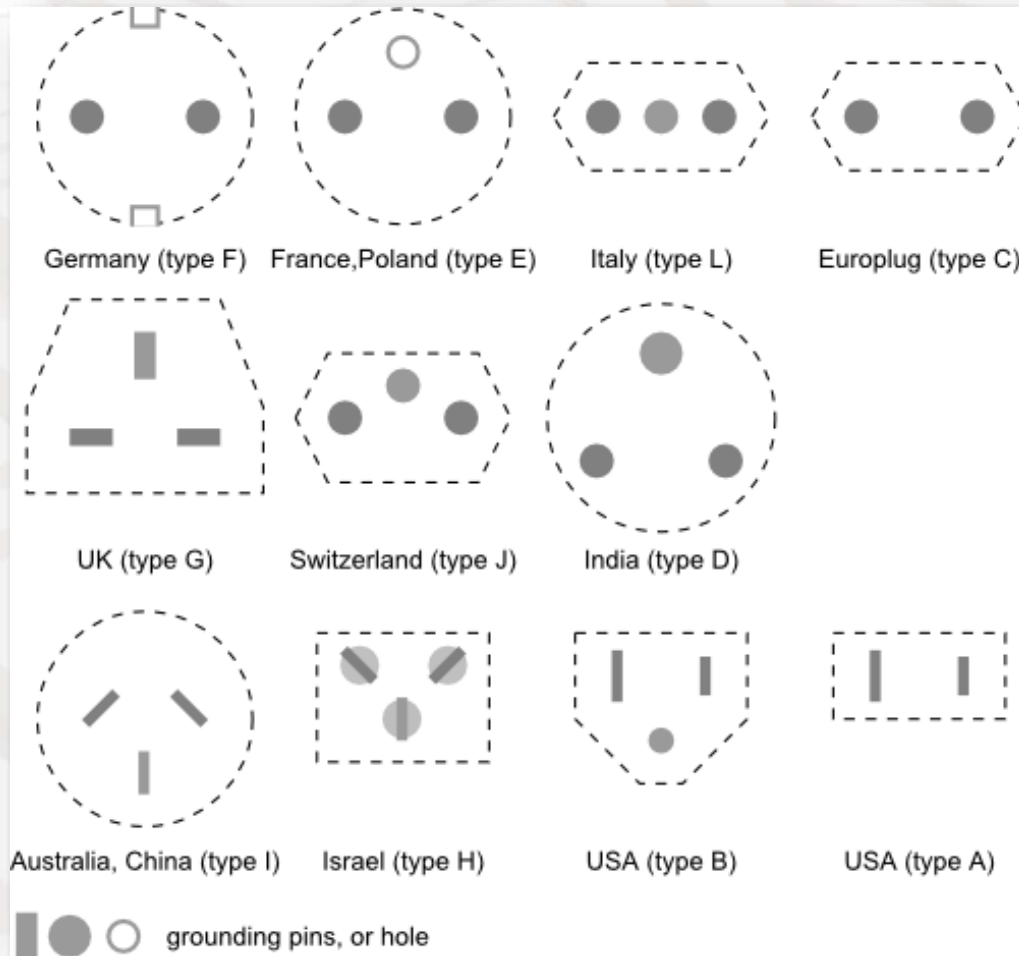 Germany (type F)
France,Poland (type E)
Italy (type L)
Europlug (type C)
UK (type G)
Switzerland (type J)
India (type D)
Australia, China (type I)
Israel (type H)
USA (type B)
USA (type A)
grounding pins, or hole